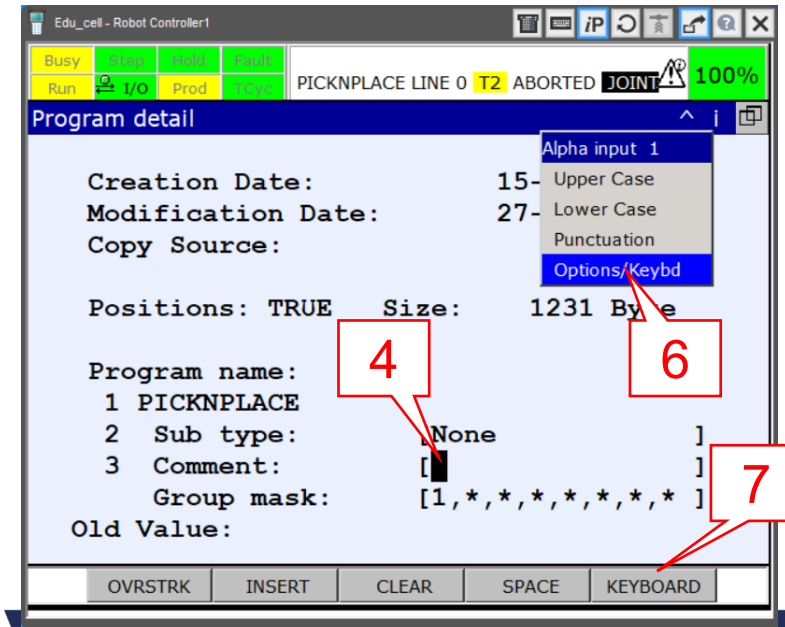 Edu_cell - Robot Controller1
iP
Busy Step Hold Fault
Run I/O Prod TCyc
PICKNPLACE LINE 0 T2 ABORTED JOINT 100%
Program detail ^ i
Alpha input 1
Upper Case
Lower Case
Punctuation
Options/Keybd
Creation Date: 15-
Modification Date: 27-
Copy Source:
Positions: TRUE Size: 1231 Byte
4
6
Program name:
1 PICKNPLACE
2 Sub type: [None ]
3 Comment: [ ]
7
Group mask: [1,*,*,*,*,*,*,* ]
Old Value:
OVRSTRK INSERT CLEAR SPACE KEYBOARD